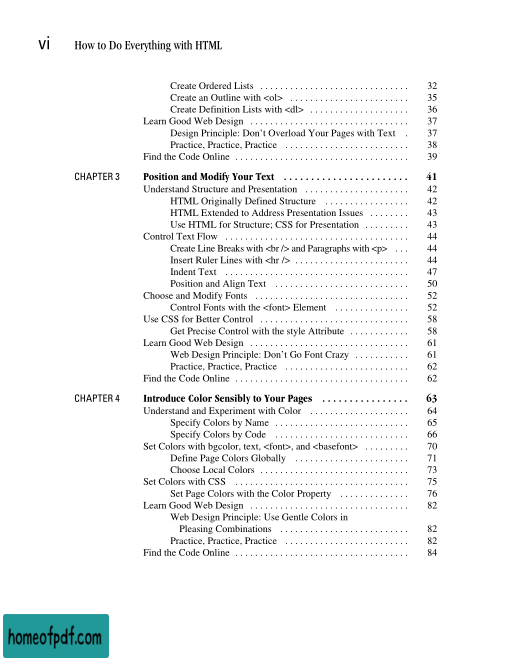 vi How to Do Everything with HTML
Create Ordered Lists . . . . . . . . . . . . . . . . . . . . . . . . . . . . . . 32
Create an Outline with <ol> . . . . . . . . . . . . . . . . . . . . . . . . 35
Create Definition Lists with <dl> . . . . . . . . . . . . . . . . . . . . 36
Learn Good Web Design . . . . . . . . . . . . . . . . . . . . . . . . . . . . . . . . 37
Design Principle: Don't Overload Your Pages with Text . 37
Practice, Practice, Practice . . . . . . . . . . . . . . . . . . . . . . . . . 38
Find the Code Online . . . . . . . . . . . . . . . . . . . . . . . . . . . . . . . . . . . 39
CHAPTER 3 Position and Modify Your Text . . . . . . . . . . . . . . . . . . . . . . . 41
Understand Structure and Presentation . . . . . . . . . . . . . . . . . . . . . 42
HTML Originally Defined Structure . . . . . . . . . . . . . . . . . 42
HTML Extended to Address Presentation Issues . . . . . . . . 43
Use HTML for Structure; CSS for Presentation . . . . . . . . . 43
Control Text Flow . . . . . . . . . . . . . . . . . . . . . . . . . . . . . . . . . . . . . 44
Create Line Breaks with <br /> and Paragraphs with <p> . . . 44
Insert Ruler Lines with <hr /> . . . . . . . . . . . . . . . . . . . . . . . 44
Indent Text . . . . . . . . . . . . . . . . . . . . . . . . . . . . . . . . . . . . . 47
Position and Align Text . . . . . . . . . . . . . . . . . . . . . . . . . . . 50
Choose and Modify Fonts . . . . . . . . . . . . . . . . . . . . . . . . . . . . . . . 52
Control Fonts with the <font> Element . . . . . . . . . . . . . . . 52
Use CSS for Better Control . . . . . . . . . . . . . . . . . . . . . . . . . . . . . . 58
Get Precise Control with the style Attribute . . . . . . . . . . . . 58
Learn Good Web Design . . . . . . . . . . . . . . . . . . . . . . . . . . . . . . . . 61
Web Design Principle: Don't Go Font Crazy . . . . . . . . . . . 61
Practice, Practice, Practice . . . . . . . . . . . . . . . . . . . . . . . . . 62
Find the Code Online . . . . . . . . . . . . . . . . . . . . . . . . . . . . . . . . . . . 62
CHAPTER 4 Introduce Color Sensibly to Your Pages . . . . . . . . . . . . . . . . 63
Understand and Experiment with Color . . . . . . . . . . . . . . . . . . . . 64
Specify Colors by Name . . . . . . . . . . . . . . . . . . . . . . . . . . . 65
Specify Colors by Code . . . . . . . . . . . . . . . . . . . . . . . . . . . 66
Set Colors with bgcolor, text, <font>, and <basefont> . . . . . . . . . 70
Define Page Colors Globally . . . . . . . . . . . . . . . . . . . . . . . 71
Choose Local Colors . . . . . . . . . . . . . . . . . . . . . . . . . . . . . . 73
Set Colors with CSS . . . . . . . . . . . . . . . . . . . . . . . . . . . . . . . . . . . 75
Set Page Colors with the Color Property . . . . . . . . . . . . . . 76
Learn Good Web Design . . . . . . . . . . . . . . . . . . . . . . . . . . . . . . . . 82
Web Design Principle: Use Gentle Colors in
Pleasing Combinations . . . . . . . . . . . . . . . . . . . . . . . . . . 82
Practice, Practice, Practice . . . . . . . . . . . . . . . . . . . . . . . . . 82
Find the Code Online . . . . . . . . . . . . . . . . . . . . . . . . . . . . . . . . . . . 84
homeofpdf.com